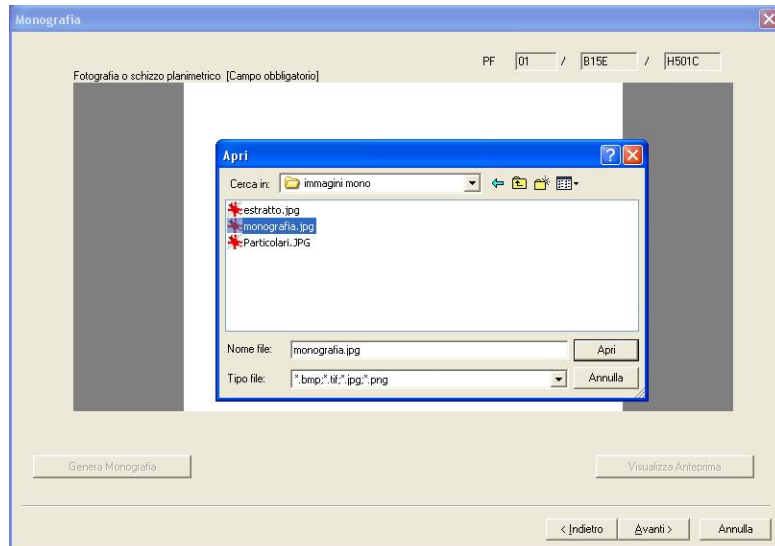 Monografia
PF 01 / B15E / H501C
Fotografia o schizzo planimetrico [Campo obbligatorio]
Apri
Cerca in: immagini mono
estratto.jpg
monografia.jpg
Particolari.JPG
Nome file: monografia.jpg Apri
Tipo file: *.bmp;*.tif;*.jpg;*.png Annulla
Genera Monografia Visualizza Anteprima
< Indietro Avanti > Annulla